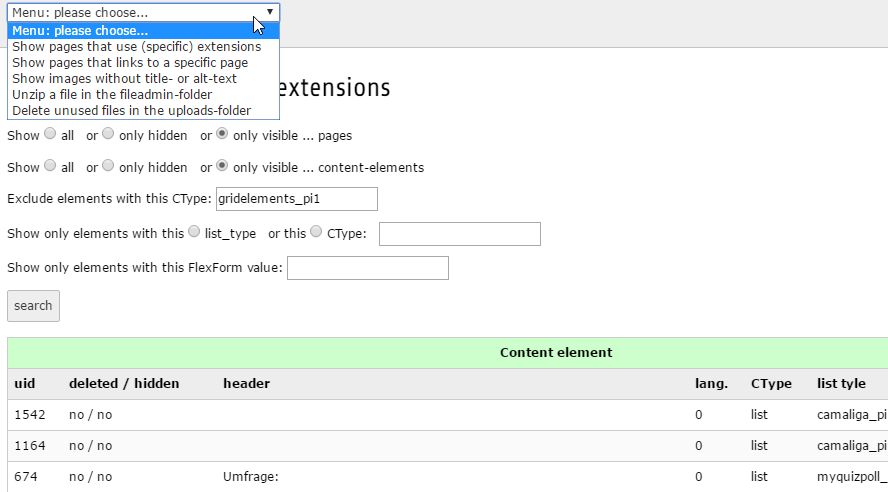 Menu: please choose...
Menu: please choose...
Show pages that use (specific) extensions
Show pages that links to a specific page
Show images without title- or alt-text
Unzip a file in the fileadmin-folder
Delete unused files in the uploads-folder
extensions
Show all or only hidden or only visible ... pages
Show all or only hidden or only visible ... content-elements
Exclude elements with this CType: gridelements_pi1
Show only elements with this list_type or this CType:
Show only elements with this FlexForm value:
search
Content element
uid deleted / hidden header lang. CType list tyle
1542 no / no 0 list camaliga_pi
1164 no / no 0 list camaliga_pi
674 no / no Umfrage: 0 list myquizpoll_